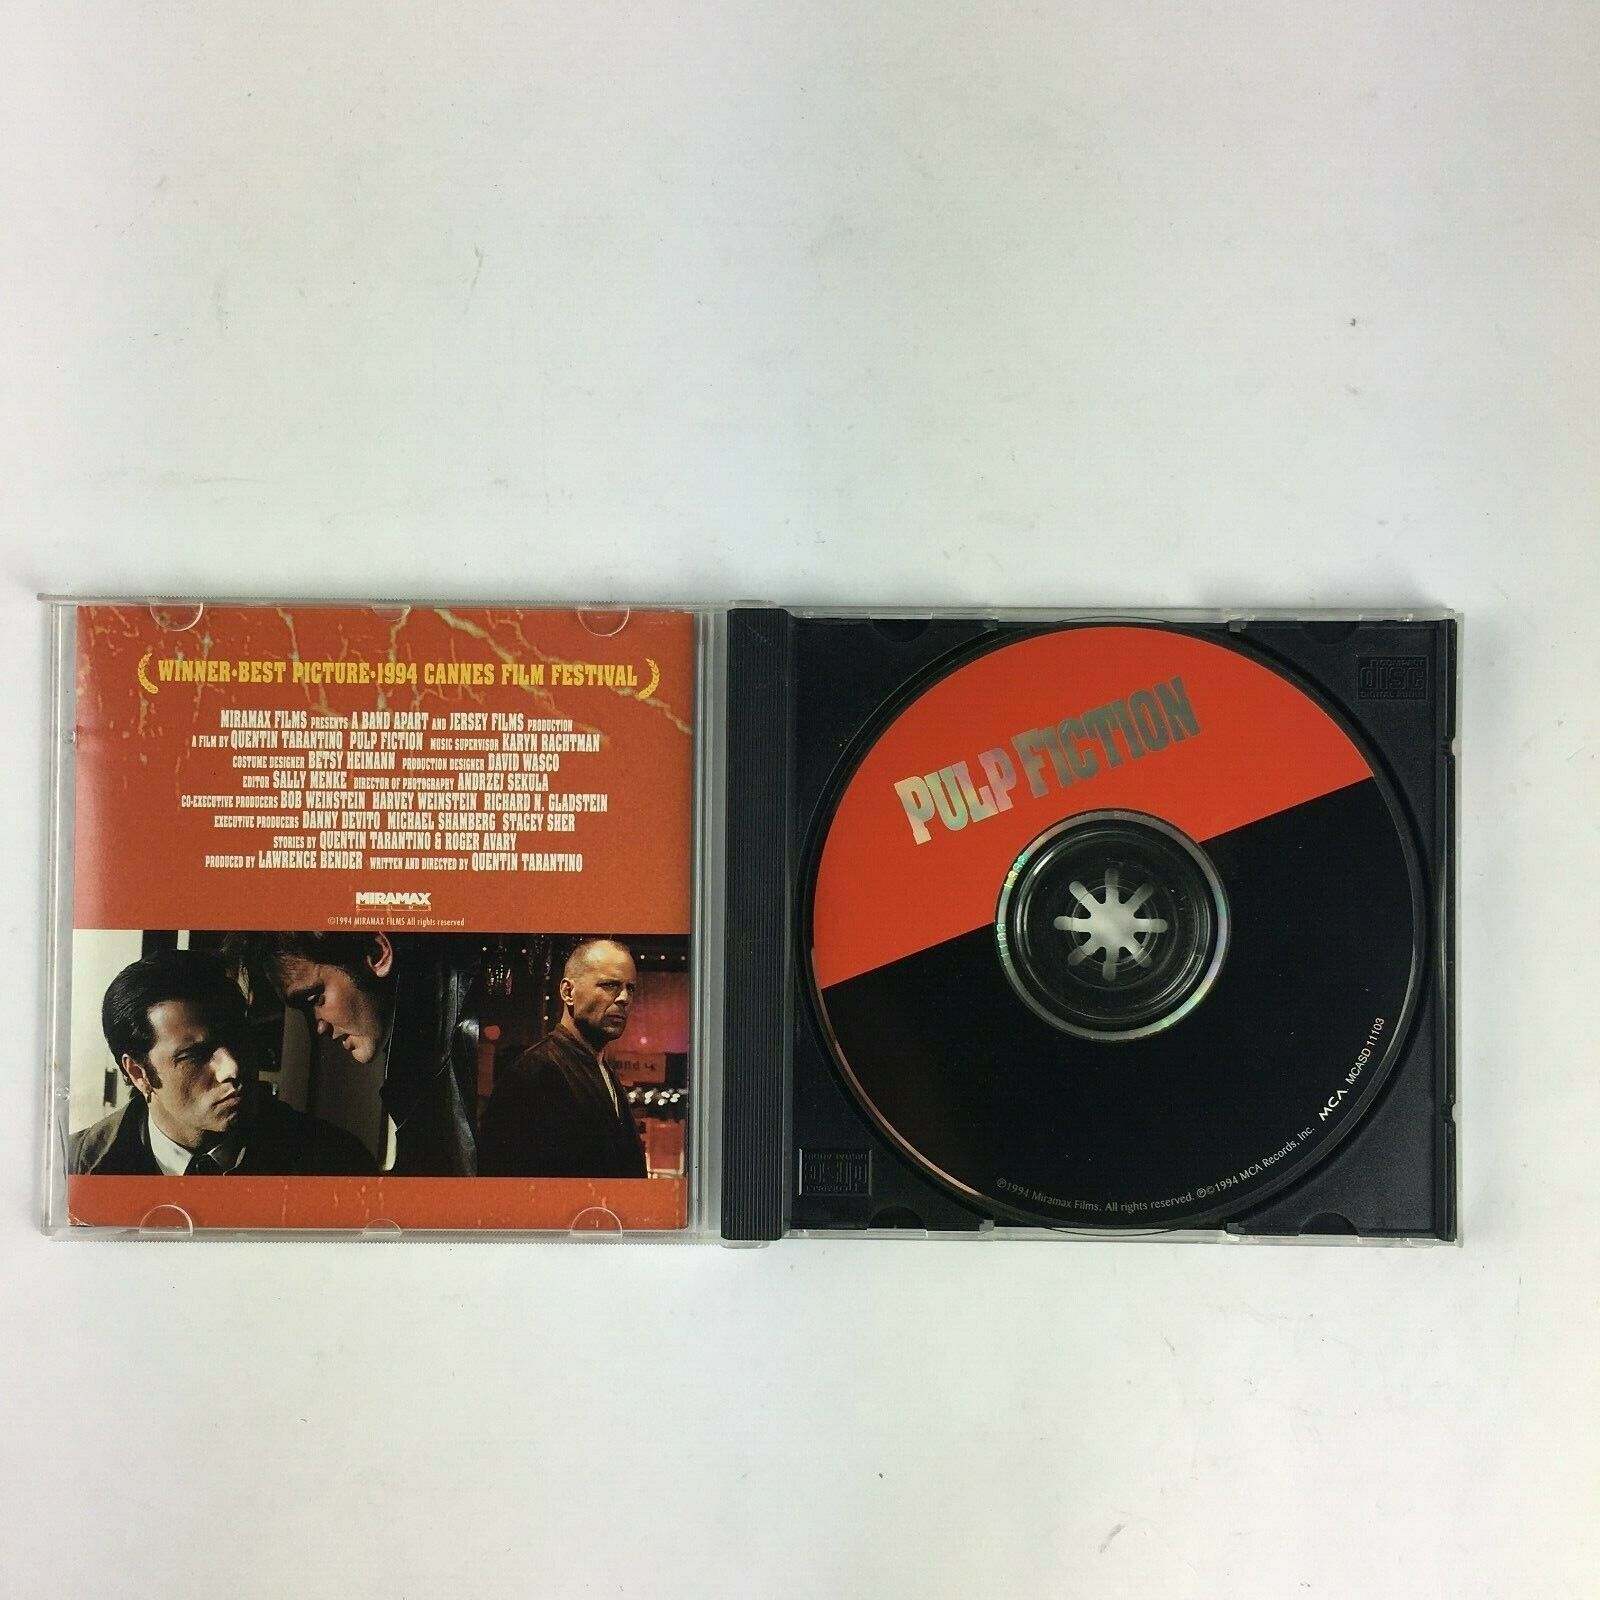 WINNER•BEST PICTURE•1994 CANNES FILM FESTIVAL
MIRAMAX FILMS PRESENTS A BAND APART AND JERSEY FILMS PRODUCTION
A FILM BY QUENTIN TARANTINO PULP FICTION MUSIC SUPERVISOR KARYN RACHTMAN
COSTUME DESIGNER BETSY HEIMANN PRODUCTION DESIGNER DAVID WASCO
EDITOR SALLY MENKE DIRECTOR OF PHOTOGRAPHY ANDRZEJ SEKULA
CO-EXECUTIVE PRODUCERS BOB WEINSTEIN HARVEY WEINSTEIN RICHARD N. GLADSTEIN
EXECUTIVE PRODUCERS DANNY DEVITO MICHAEL SHAMBERG STACEY SHER
STORIES BY QUENTIN TARANTINO & ROGER AVARY
PRODUCED BY LAWRENCE BENDER WRITTEN AND DIRECTED BY QUENTIN TARANTINO
MIRAMAX
FILMS
©1994 MIRAMAX FILMS All rights reserved
PULP FICTION
COMPACT
disc
DIGITAL AUDIO
MCA MCASD 11103
℗1994 Miramax Films. All rights reserved. ℗©1994 MCA Records, Inc.
COMPACT
disc
DIGITAL AUDIO